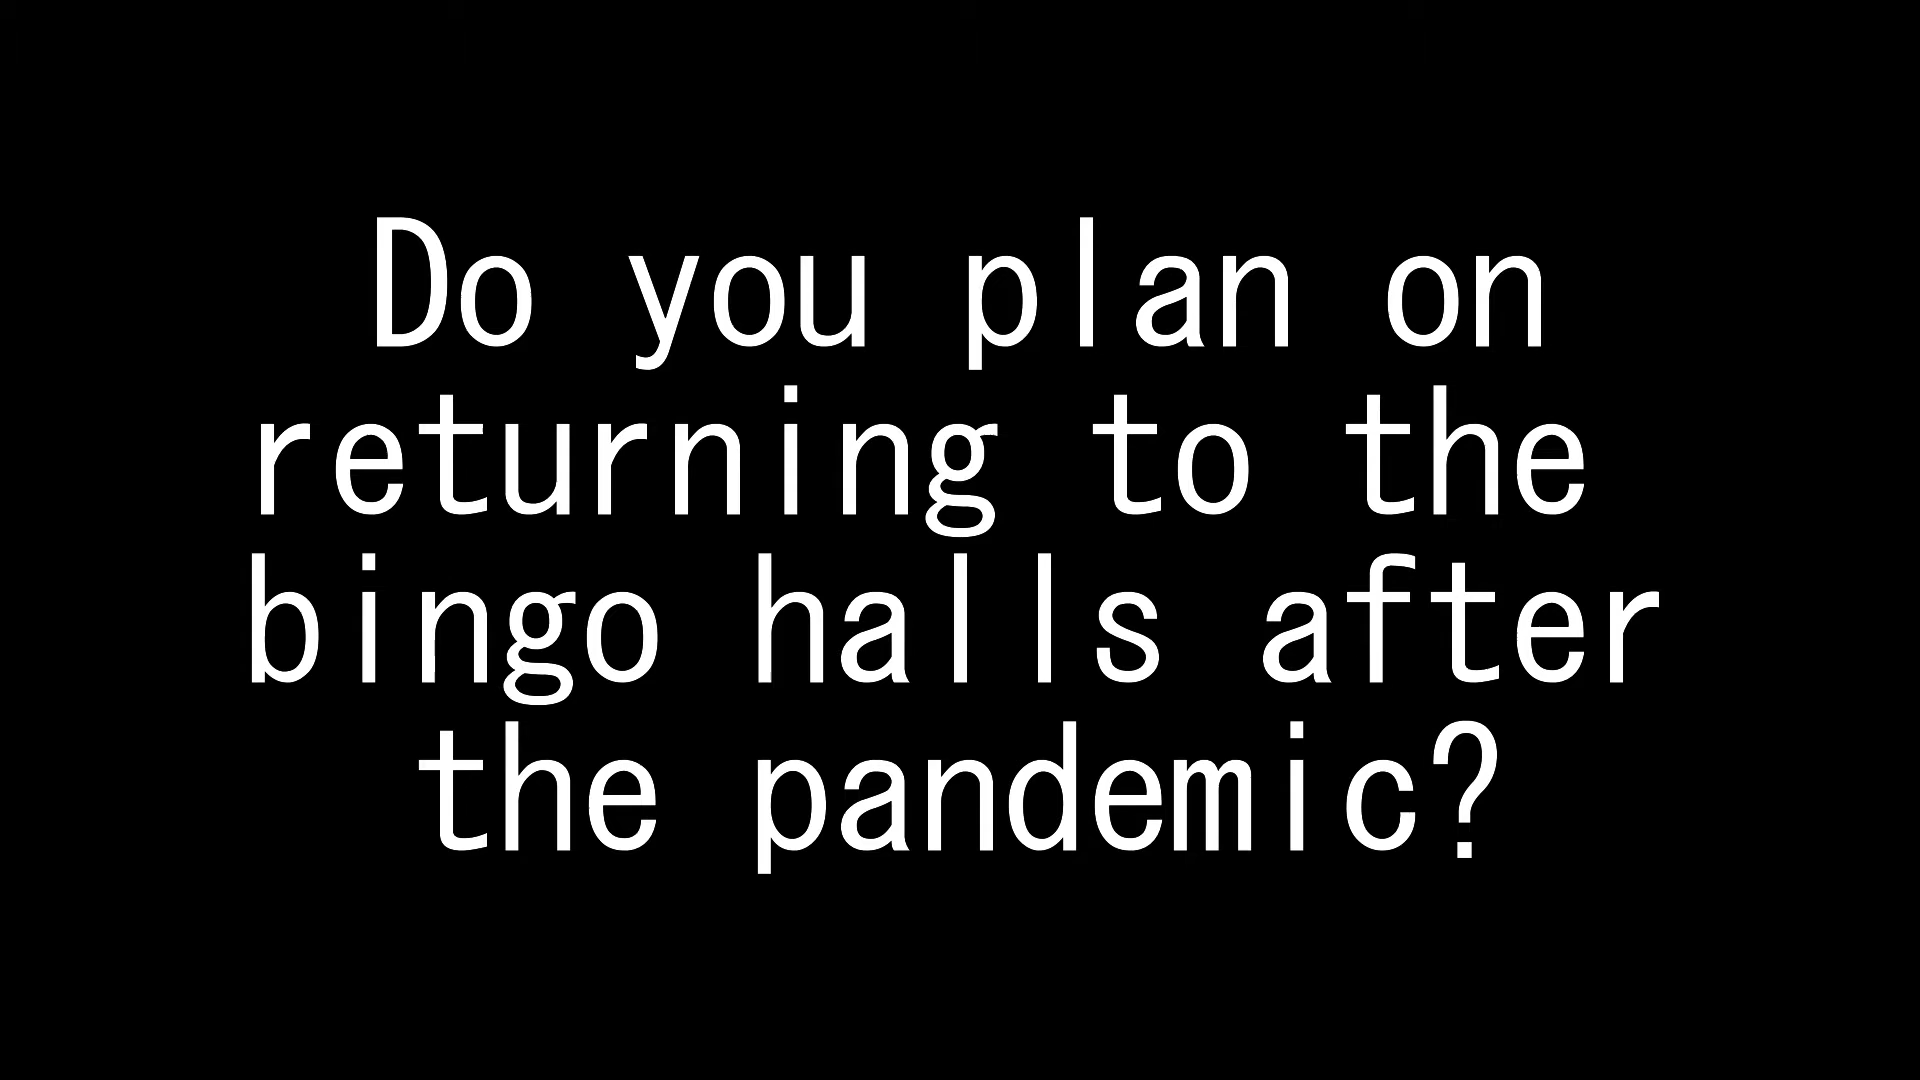 Do you plan on
returning to the
bingo halls after
the pandemic?